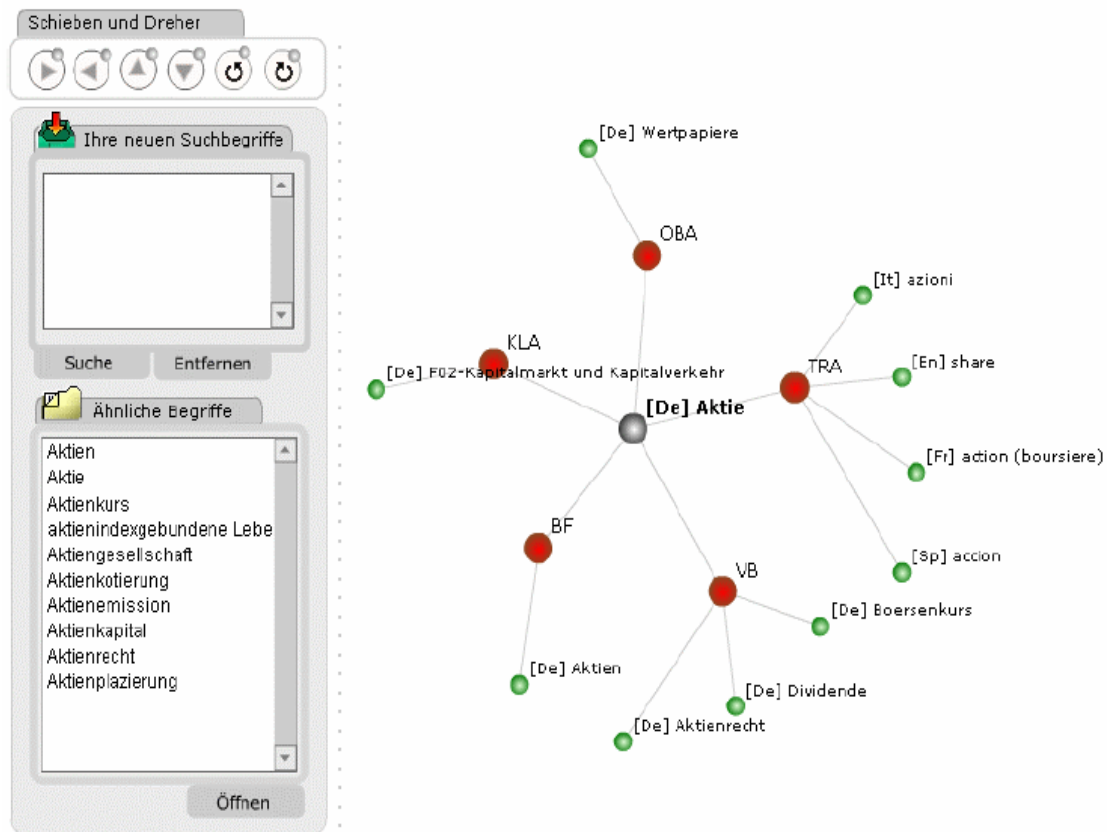 Schieben und Dreher
Ihre neuen Suchbegriffe
Suche
Entfernen
Ähnliche Begriffe
Aktien
Aktie
Aktienkurs
aktienindexgebundene Lebe
Aktiengesellschaft
Aktienkotierung
Aktienemission
Aktienkapital
Aktienrecht
Aktienplazierung
Öffnen
[De] Wertpapiere
OBA
[It] azioni
KLA
[De] F02-Kapitalmarkt und Kapitalverkehr
TRA
[En] share
[De] Aktie
[Fr] action (boursiere)
BF
[Sp] accion
VB
[De] Boersenkurs
[De] Aktien
[De] Dividende
[De] Aktienrecht